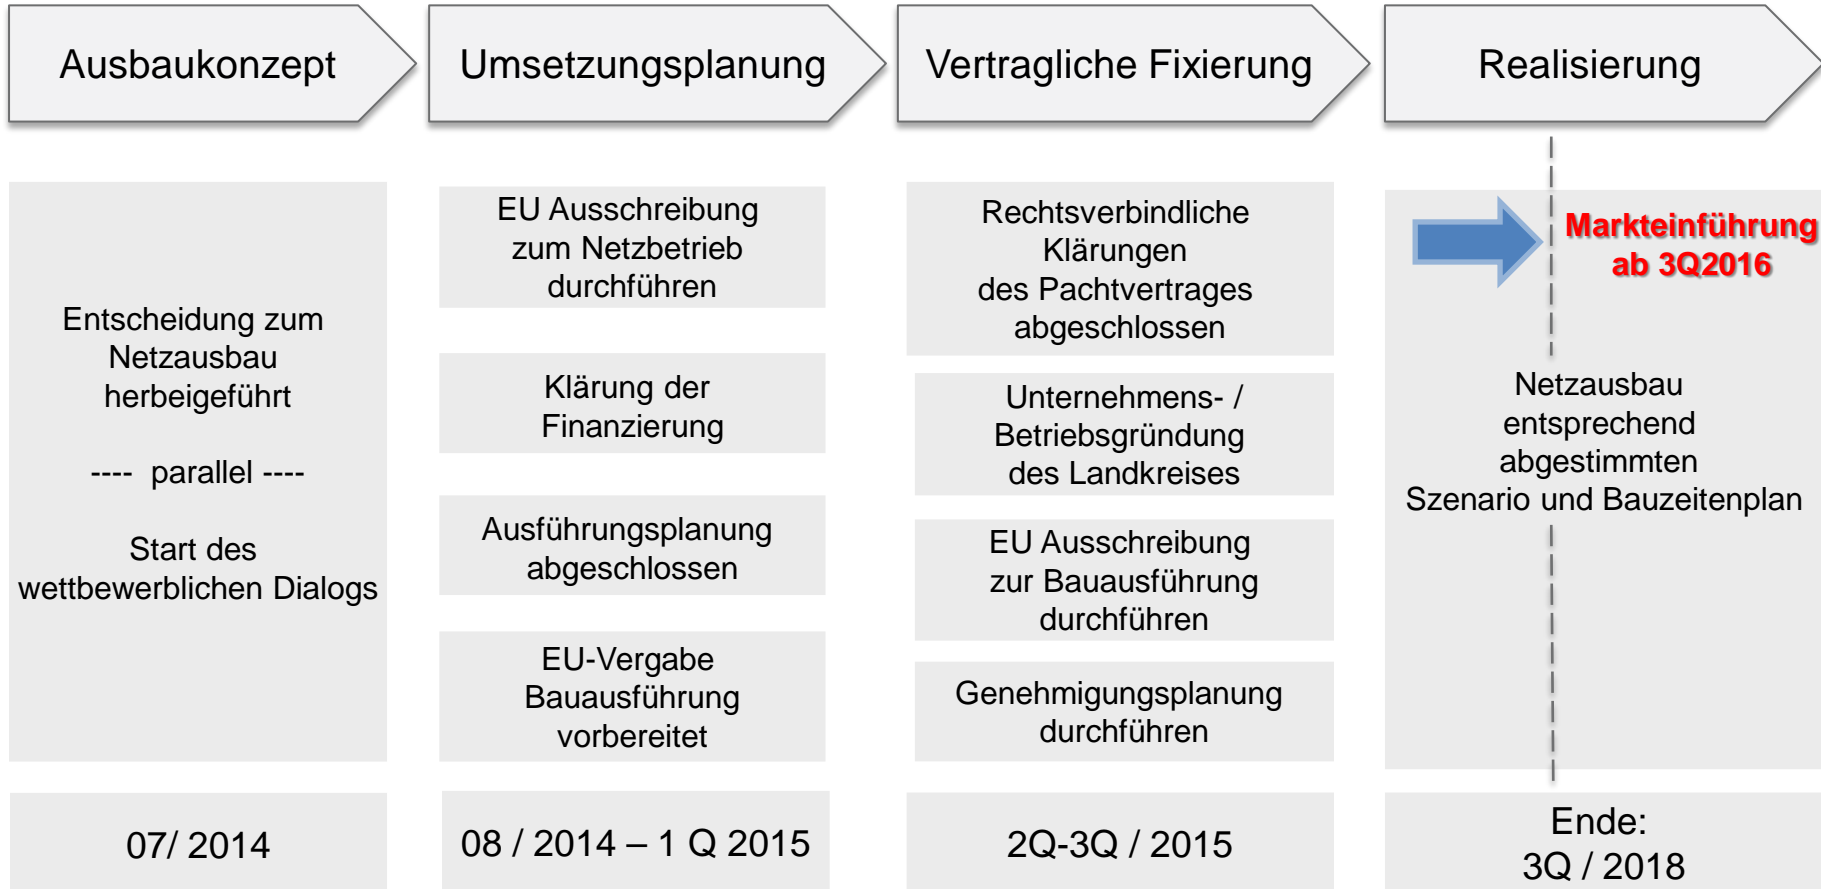 Ausbaukonzept
Umsetzungsplanung
Vertragliche Fixierung
Realisierung
Entscheidung zum
Netzausbau
herbeigeführt
---- parallel ----
Start des
wettbewerblichen Dialogs
EU Ausschreibung
zum Netzbetrieb
durchführen
Klärung der
Finanzierung
Ausführungsplanung
abgeschlossen
EU-Vergabe
Bauausführung
vorbereitet
Rechtsverbindliche
Klärungen
des Pachtvertrages
abgeschlossen
Unternehmens- /
Betriebsgründung
des Landkreises
EU Ausschreibung
zur Bauausführung
durchführen
Genehmigungsplanung
durchführen
Markteinführung
ab 3Q2016
Netzausbau
entsprechend
abgestimmten
Szenario und Bauzeitenplan
07/ 2014
08 / 2014 – 1 Q 2015
2Q-3Q / 2015
Ende:
3Q / 2018